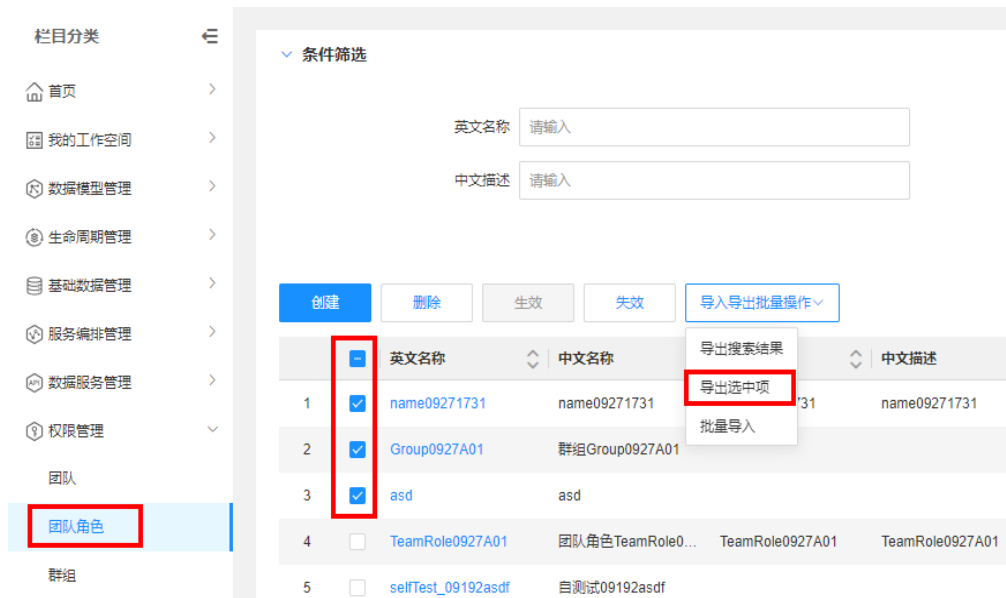 栏目分类
首页
我的工作空间
数据模型管理
生命周期管理
基础数据管理
服务编排管理
API 数据服务管理
权限管理
团队
团队角色
群组
条件筛选
英文名称 请输入
中文描述 请输入
创建 删除 生效 失效 导入导出批量操作
导出搜索结果
导出选中项
批量导入
英文名称 中文名称 中文描述
1 name09271731 name09271731 731 name09271731
2 Group0927A01 群组Group0927A01
3 asd asd
4 TeamRole0927A01 团队角色TeamRole0... TeamRole0927A01 TeamRole0927A01
5 selfTest_09192asdf 自测试09192asdf